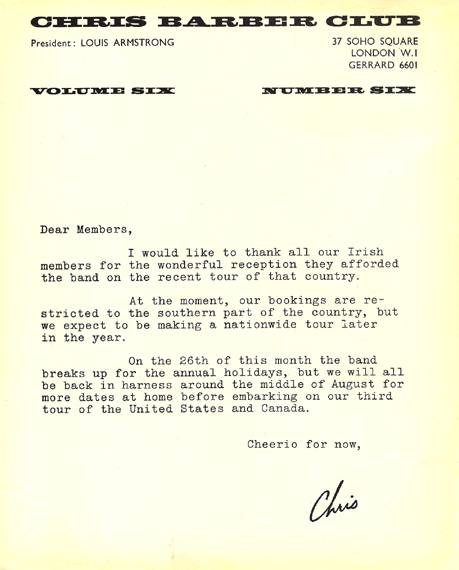 CHRIS BARBER CLUB
President: LOUIS ARMSTRONG
37 SOHO SQUARE
LONDON W.1
GERRARD 6601
VOLUME SIX
NUMBER SIX
Dear Members,
I would like to thank all our Irish
members for the wonderful reception they afforded
the band on the recent tour of that country.
At the moment, our bookings are re-
stricted to the southern part of the country, but
we expect to be making a nationwide tour later
in the year.
On the 26th of this month the band
breaks up for the annual holidays, but we will all
be back in harness around the middle of August for
more dates at home before embarking on our third
tour of the United States and Canada.
Cheerio for now,
Chris